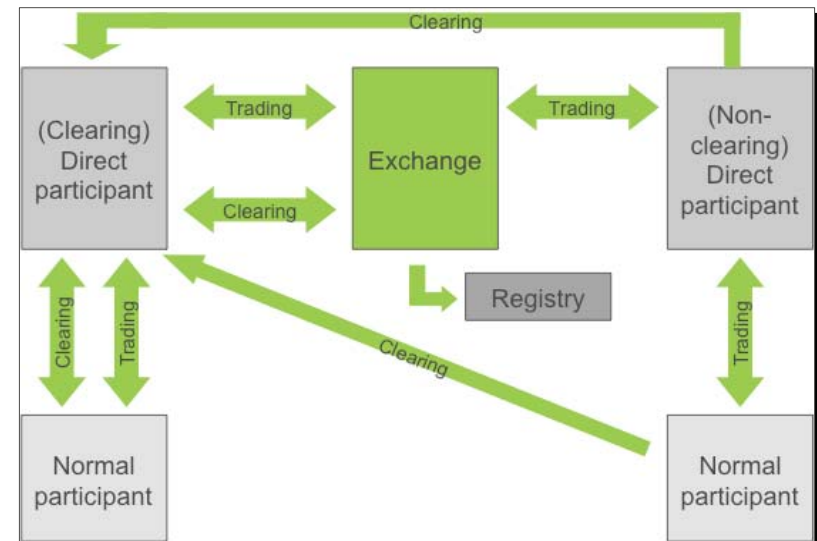 Clearing
(Clearing)
Direct
participant
Trading
Exchange
Trading
(Non-
clearing)
Direct
participant
Clearing
Registry
Clearing
Trading
Clearing
Trading
Normal
participant
Normal
participant